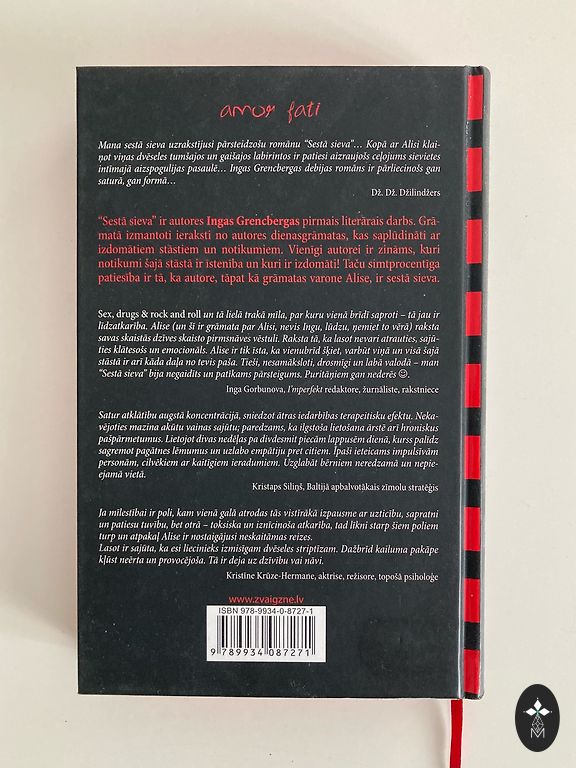 amor fati
Mana sestā sieva uzrakstījusi pārsteidzošu romānu "Sestā sieva"... Kopā ar Alisi klai-
ņot viņas dvēseles tumšajos un gaišajos labirintos ir patiesi aizraujošs ceļojums sievietes
intīmajā aizspogulijas pasaulē... Ingas Grencbergas debijas romāns ir pārliecinošs gan
saturā, gan formā...
Dž. Dž. Džilindžers
"Sestā sieva" ir autores Ingas Grencbergas pirmais literārais darbs. Grā-
matā izmantoti ieraksti no autores dienasgrāmatas, kas saplūdināti ar
izdomātiem stāstiem un notikumiem. Vienīgi autorei ir zināms, kuri
notikumi šajā stāstā ir īstenība un kuri ir izdomāti! Taču simtprocentīga
patiesība ir tā, ka autore, tāpat kā grāmatas varone Alise, ir sestā sieva.
Sex, drugs & rock and roll un tā lielā trakā mīla, par kuru vienā brīdī saproti – tā jau ir
līdzatkarība. Alise (un šī ir grāmata par Alisi, nevis Ingu, lūdzu, ņemiet to vērā) raksta
savas skaistās dzīves skaisto pirmsnāves vēstuli. Raksta tā, ka lasot nevari atrauties, sajū-
ties klātesošs un emocionāls. Alise ir tik īsta, ka vienubrīd šķiet, varbūt viņā un visā šajā
stāstā ir arī kāda daļa no tevis paša. Tieši, nesamāksloti, drosmīgi un labā valodā – man
"Sestā sieva" bija negaidīts un patīkams pārsteigums. Puritāņiem gan nederēs ☺.
Inga Gorbunova, I'mperfekt redaktore, žurnāliste, rakstniece
Satur atklātību augstā koncentrācijā, sniedzot ātras iedarbības terapeitisku efektu. Neka-
vējoties mazina akūtu vainas sajūtu; paredzams, ka ilgstoša lietošana ārstē arī hroniskus
pašpārmetumus. Lietojot divas nedēļas pa divdesmit piecām lappusēm dienā, kurss palīdz
sagremot pagātnes lēmumus un uzlabo empātiju pret citiem. Īpaši ieteicams impulsīvām
personām, cilvēkiem ar kaitīgiem ieradumiem. Uzglabāt bērniem neredzamā un nepie-
ejamā vietā.
Kristaps Siliņš, Baltijā apbalvotākais zīmolu stratēģis
Ja mīlestībai ir poli, kam vienā galā atrodas tās vistīrākā izpausme ar uzticību, sapratni
un patiesu tuvību, bet otrā – toksiska un iznīcinoša atkarība, tad līkni starp šiem poliem
turp un atpakaļ Alise ir nostaigājusi neskaitāmas reizes.
Lasot ir sajūta, ka esi liecinieks izmisīgam dvēseles striptīzam. Dažbrīd kailuma pakāpe
kļūst neērta un provocējoša. Tā ir deja uz dzīvību vai nāvi.
Kristīne Krūze-Hermane, aktrise, režisore, topošā psiholoģe
www.zvaigzne.lv
ISBN 978-9934-0-8727-1
9 789934 087271
M